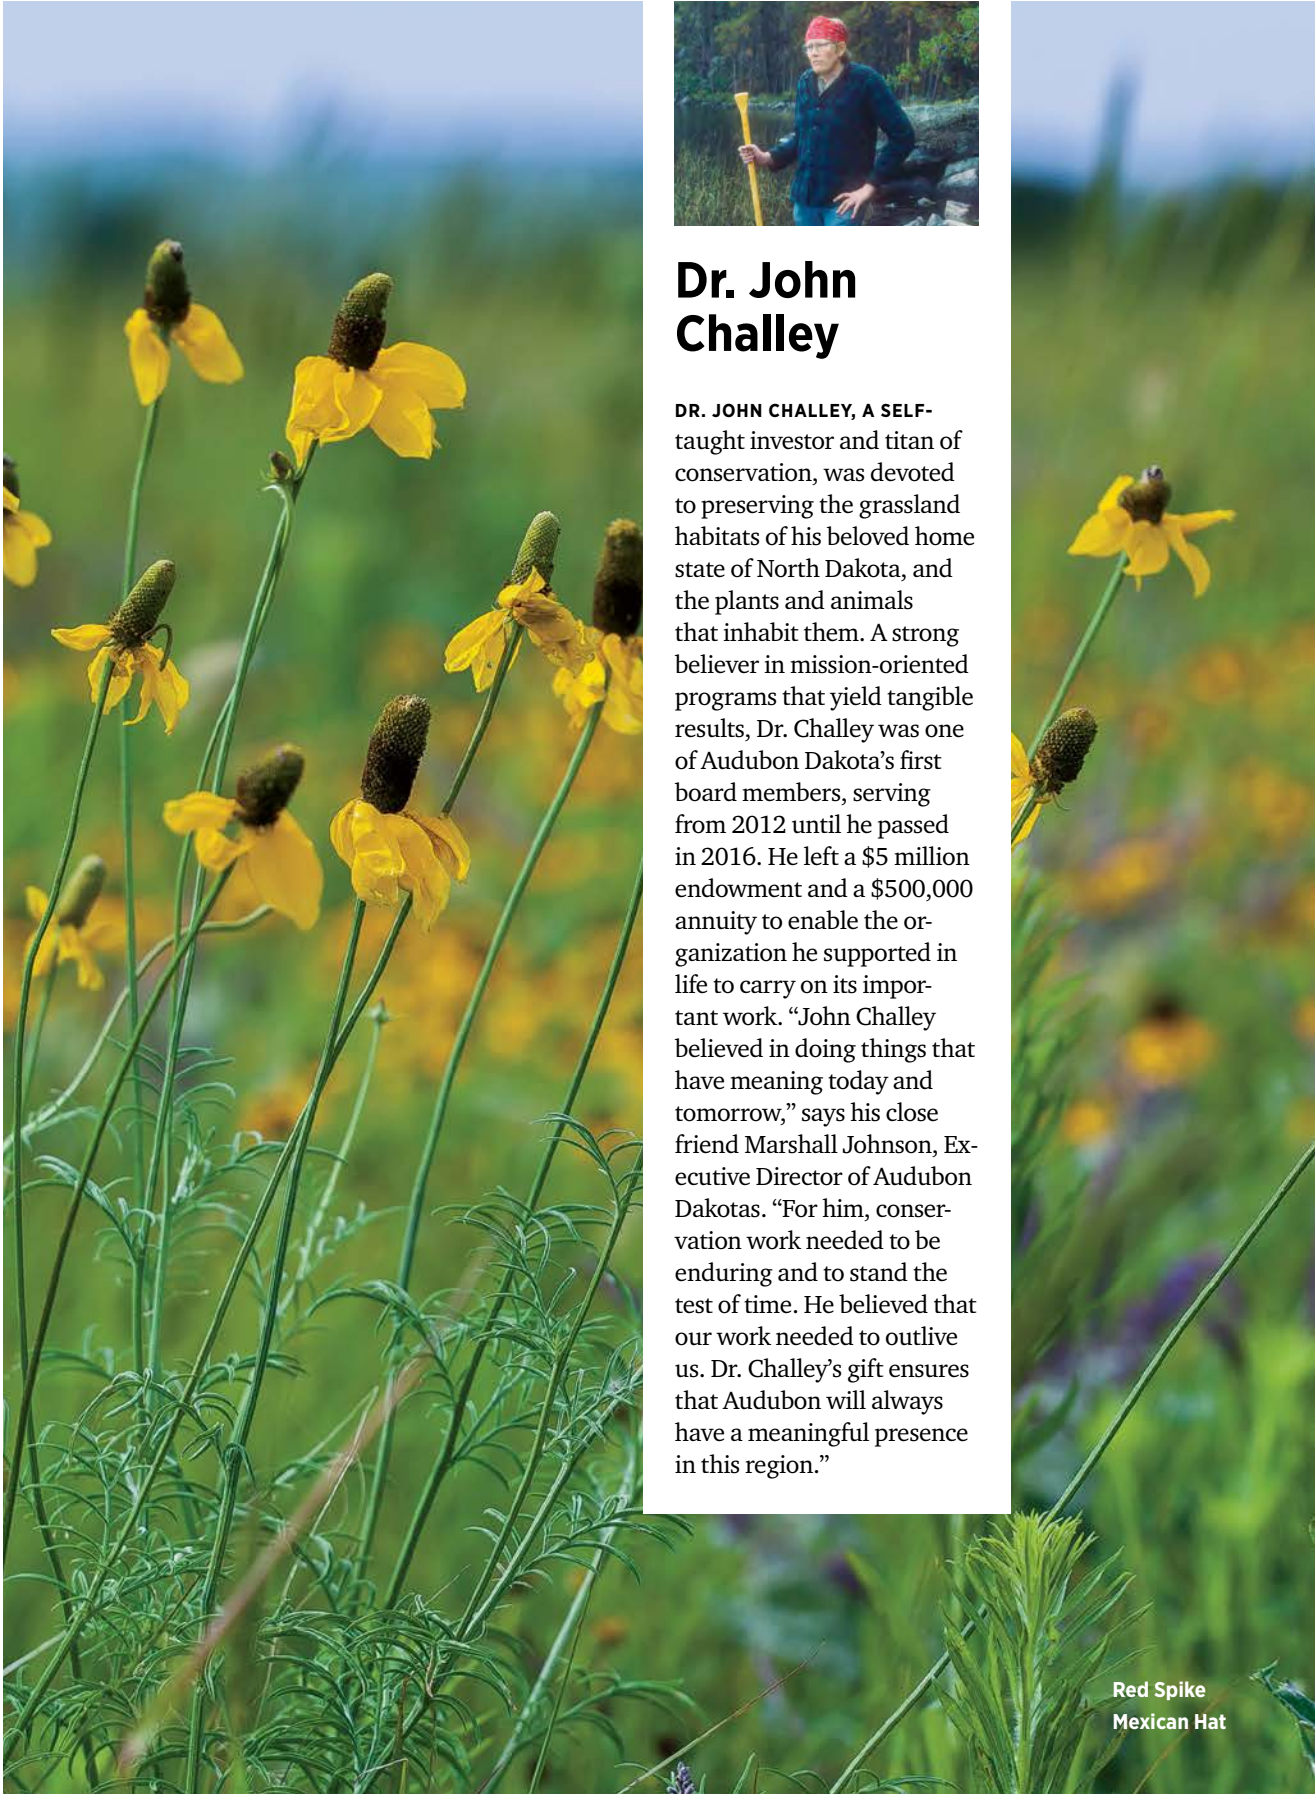 Dr. John
Challey
DR. JOHN CHALLEY, A SELF-
taught investor and titan of
conservation, was devoted
to preserving the grassland
habitats of his beloved home
state of North Dakota, and
the plants and animals
that inhabit them. A strong
believer in mission-oriented
programs that yield tangible
results, Dr. Challey was one
of Audubon Dakota’s first
board members, serving
from 2012 until he passed
in 2016. He left a $5 million
endowment and a $500,000
annuity to enable the or-
ganization he supported in
life to carry on its impor-
tant work. “John Challey
believed in doing things that
have meaning today and
tomorrow,” says his close
friend Marshall Johnson, Ex-
ecutive Director of Audubon
Dakotas. “For him, conser-
vation work needed to be
enduring and to stand the
test of time. He believed that
our work needed to outlive
us. Dr. Challey’s gift ensures
that Audubon will always
have a meaningful presence
in this region.”
Red Spike
Mexican Hat